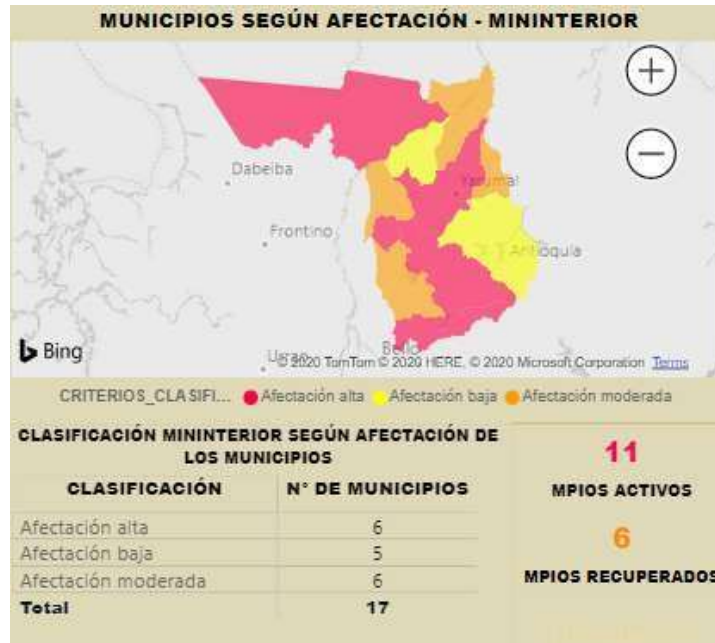 MUNICIPIOS SEGÚN AFECTACIÓN - MININTERIOR
Dabeiba
Yarumal
Frontino
Antioquia
Bing
Bello
© 2020 TomTom © 2020 HERE, © 2020 Microsoft Corporation Terms
CRITERIOS_CLASIFI... Afectación alta Afectación baja Afectación moderada
CLASIFICACIÓN MININTERIOR SEGÚN AFECTACIÓN DE
LOS MUNICIPIOS
CLASIFICACIÓN N° DE MUNICIPIOS
Afectación alta 6
Afectación baja 5
Afectación moderada 6
Total 17
11
MPIOS ACTIVOS
6
MPIOS RECUPERADOS